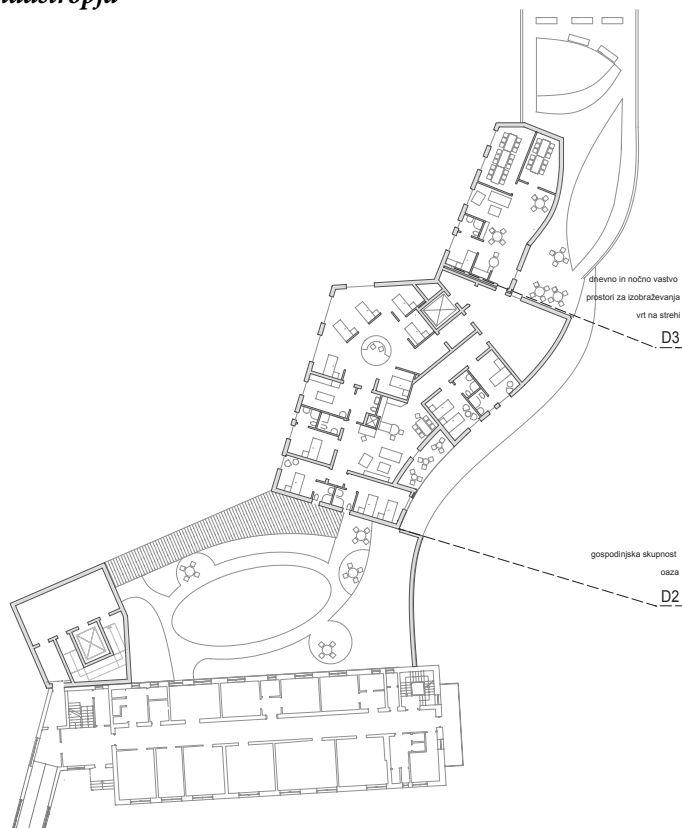 dnevno in nočno vastvo
prostori za izobraževanja
vrt na strehi
D3
gospodinjska skupnost
oaza
D2